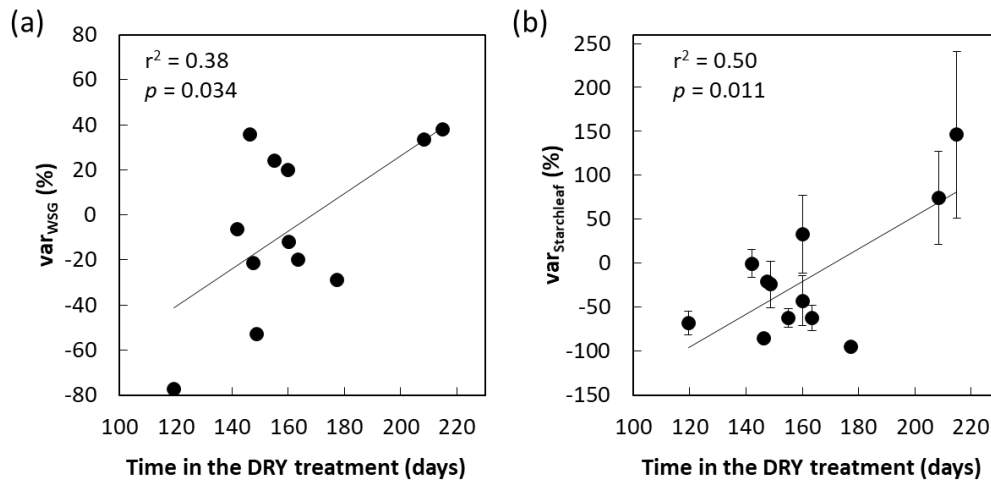 (a)
r² = 0.38
p = 0.034
80
60
40
20
0
-20
-40
-60
-80
var_WSG (%)
100 120 140 160 180 200 220
Time in the DRY treatment (days)
(b)
r² = 0.50
p = 0.011
250
200
150
100
50
0
-50
-100
-150
var_Starchleaf (%)
100 120 140 160 180 200 220
Time in the DRY treatment (days)